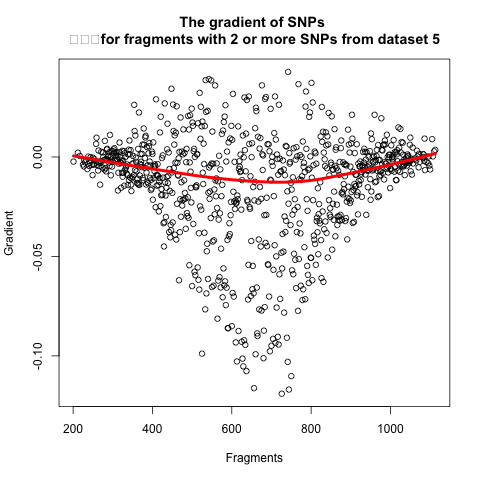 The gradient of SNPs
□□□for fragments with 2 or more SNPs from dataset 5
0.00
-0.05
-0.10
Gradient
200 400 600 800 1000
Fragments